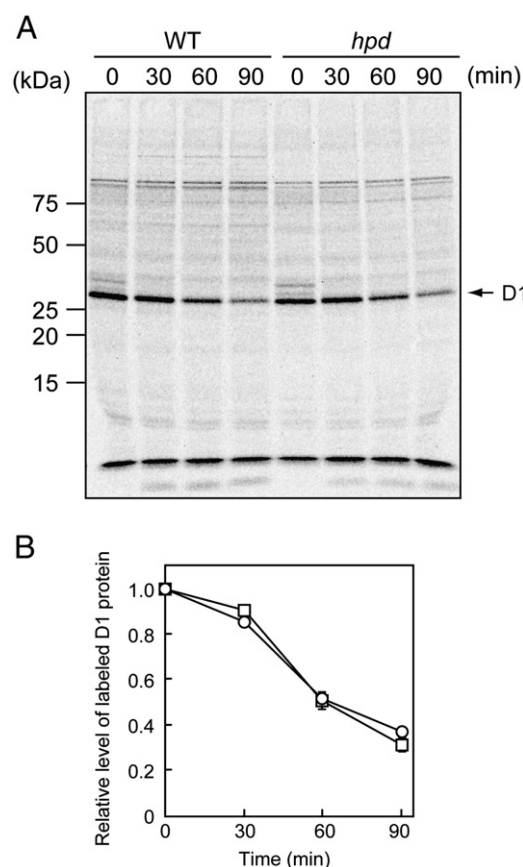 A
WT hpd
(kDa) 0 30 60 90 0 30 60 90 (min)
75
50
25
20
15
D1
B
Relative level of labeled D1 protein
1.0
0.8
0.6
0.4
0.2
0
0 30 60 90
Time (min)